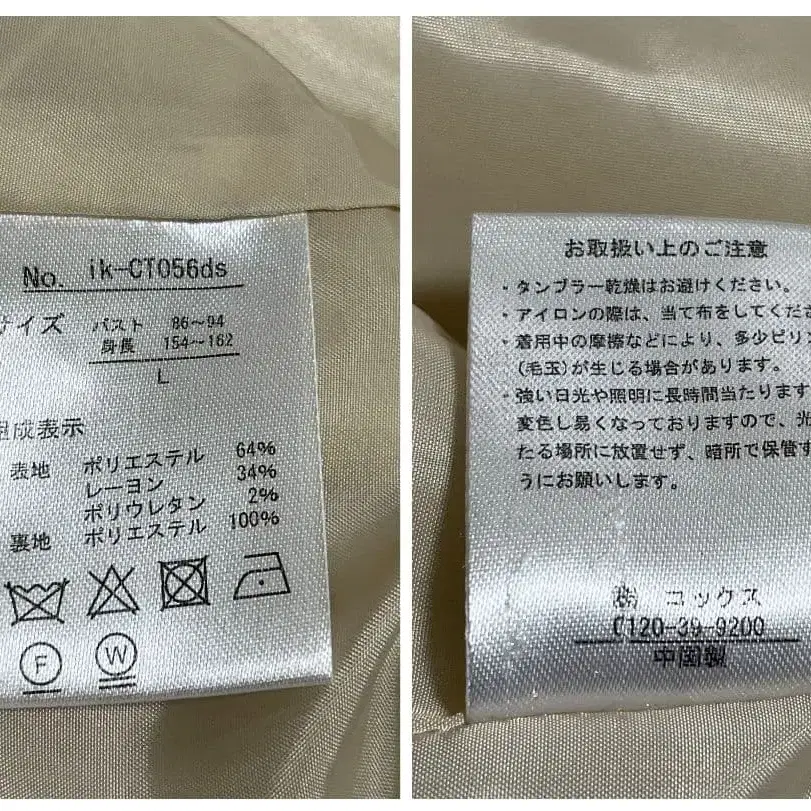 No. ik-CT056ds
サイズ バスト 86～94
身長 154～162
L
組成表示
表地 ポリエステル 64%
レーヨン 34%
ポリウレタン 2%
裏地 ポリエステル 100%
F
W
お取扱い上のご注意
・タンブラー乾燥はお避けください。
・アイロンの際は、当て布をしてくださ
・着用中の摩擦などにより、多少ピリン
(毛玉)が生じる場合があります。
・強い日光や照明に長時間当たります
変色し易くなっておりますので、光
たる場所に放置せず、暗所で保管す
うにお願いします。
㈱ コックス
0120-39-9200
中国製